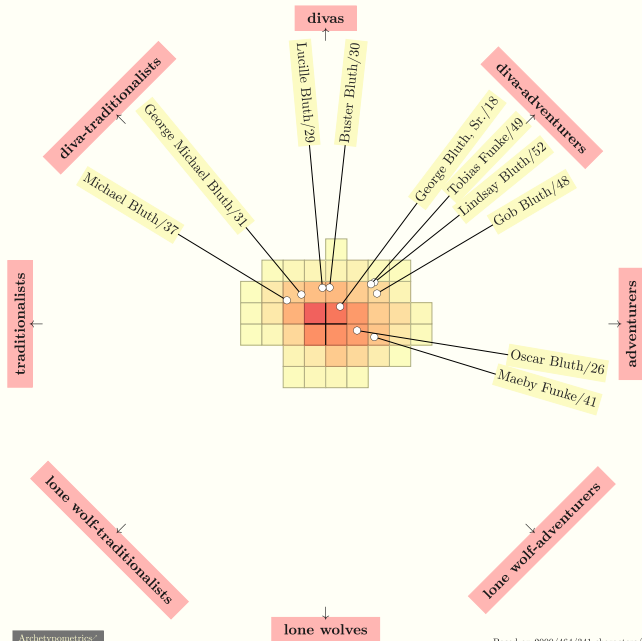 divas
diva-traditionalists
diva-adventurers
Lucille Bluth/29
Buster Bluth/30
George Michael Bluth/31
Michael Bluth/37
George Bluth, Sr./18
Tobias Funke/49
Lindsay Bluth/52
Gob Bluth/48
traditionalists
adventurers
Oscar Bluth/26
Maeby Funke/41
lone wolf-traditionalists
lone wolf-adventurers
lone wolves
Archetypometrics